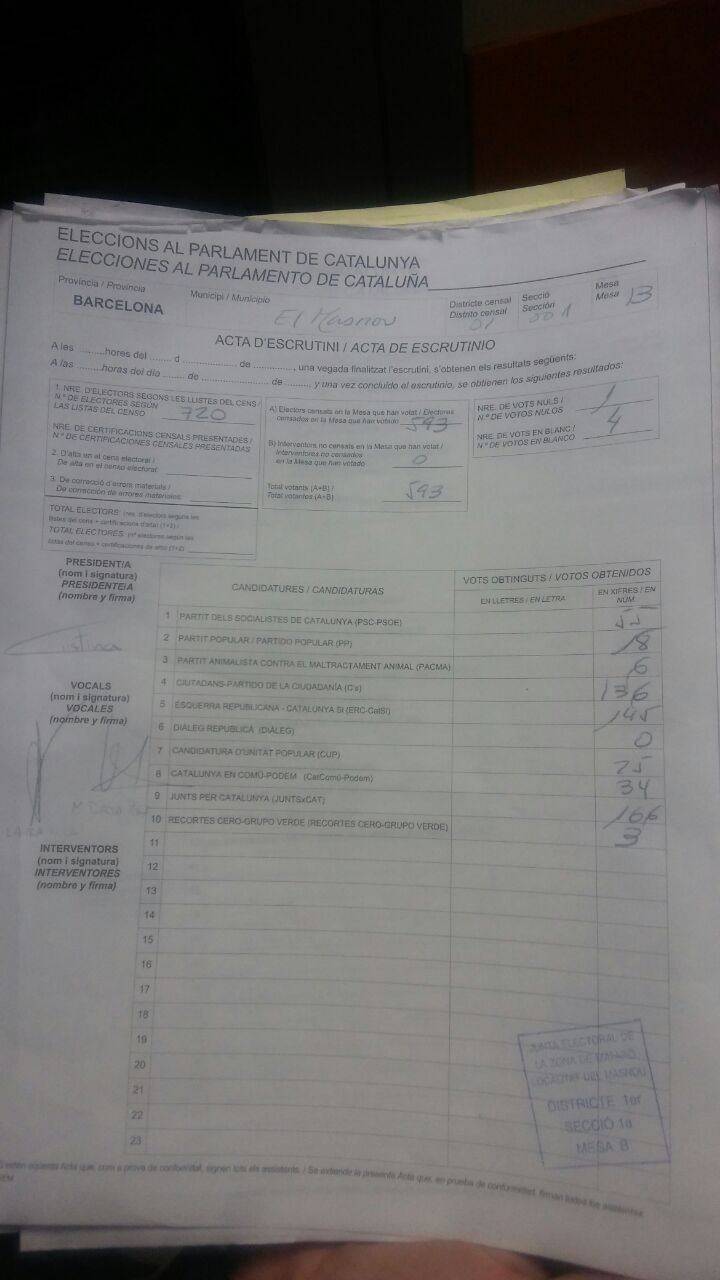 ELECCIONS AL PARLAMENT DE CATALUNYA
ELECCIONES AL PARLAMENTO DE CATALUÑA
Província / Provincia
BARCELONA
Municipi / Municipio
El Masnou
Districte censal
Distrito censal
01
Secció
Sección
001
Mesa
Mesa
B
ACTA D'ESCRUTINI / ACTA DE ESCRUTINIO
A les .........hores del ...... d ................ de ............, una vegada finalitzat l'escrutini, s'obtenen els resultats següents:
A las .........horas del día ...... de ................ de ........ y una vez concluido el escrutinio, se obtienen los siguientes resultados:
1. NRE. D'ELECTORS SEGONS LES LLISTES DEL CENS /
N.º DE ELECTORES SEGÚN
LAS LISTAS DEL CENSO
720
NRE. DE CERTIFICACIONS CENSALS PRESENTADES /
N.º DE CERTIFICACIONES CENSALES PRESENTADAS
2. D'alta en el cens electoral /
De alta en el censo electoral:
3. De correcció d'errors materials /
De corrección de errores materiales:
TOTAL ELECTORS: (nre. d'electors segons les
llistes del cens + certificacions d'alta) (1+2) /
TOTAL ELECTORES: (nº electores según las
listas del censo + certificaciones de alta) (1+2)
A) Electors censats en la Mesa que han votat / Electores
censados en la Mesa que han votado
593
B) Interventors no censats en la Mesa que han votat /
Interventores no censados
en la Mesa que han votado
0
Total votants (A+B) /
Total votantes (A+B)
593
NRE. DE VOTS NULS /
N.º DE VOTOS NULOS
1
NRE. DE VOTS EN BLANC /
N.º DE VOTOS EN BLANCO
4
PRESIDENT/A
(nom i signatura)
PRESIDENTE/A
(nombre y firma)
Cristina
VOCALS
(nom i signatura)
VOCALES
(nombre y firma)
INTERVENTORS
(nom i signatura)
INTERVENTORES
(nombre y firma)
CANDIDATURES / CANDIDATURAS
VOTS OBTINGUTS / VOTOS OBTENIDOS
EN LLETRES / EN LETRA
EN XIFRES / EN NÚM.
1 PARTIT DELS SOCIALISTES DE CATALUNYA (PSC-PSOE) 55
2 PARTIT POPULAR / PARTIDO POPULAR (PP) 18
3 PARTIT ANIMALISTA CONTRA EL MALTRACTAMENT ANIMAL (PACMA) 6
4 CIUTADANS-PARTIDO DE LA CIUDADANÍA (C's) 136
5 ESQUERRA REPUBLICANA - CATALUNYA SÍ (ERC-CatSí) 145
6 DIÀLEG REPUBLICÀ (DIÀLEG) 0
7 CANDIDATURA D'UNITAT POPULAR (CUP) 25
8 CATALUNYA EN COMÚ-PODEM (CatComú-Podem) 34
9 JUNTS PER CATALUNYA (JUNTSxCAT) 166
10 RECORTES CERO-GRUPO VERDE (RECORTES CERO-GRUPO VERDE) 3
11
12
13
14
15
16
17
18
19
20
21
22
23
JUNTA ELECTORAL DE
LA ZONA DE MATARÓ
LOCALITAT DEL MASNOU
DISTRICTE 1er
SECCIÓ 1a
MESA B
estén aquesta Acta que, com a prova de conformitat, signen tots els assistents. / Se extiende la presente Acta que, en prueba de conformidad, firman todos los asistentes.